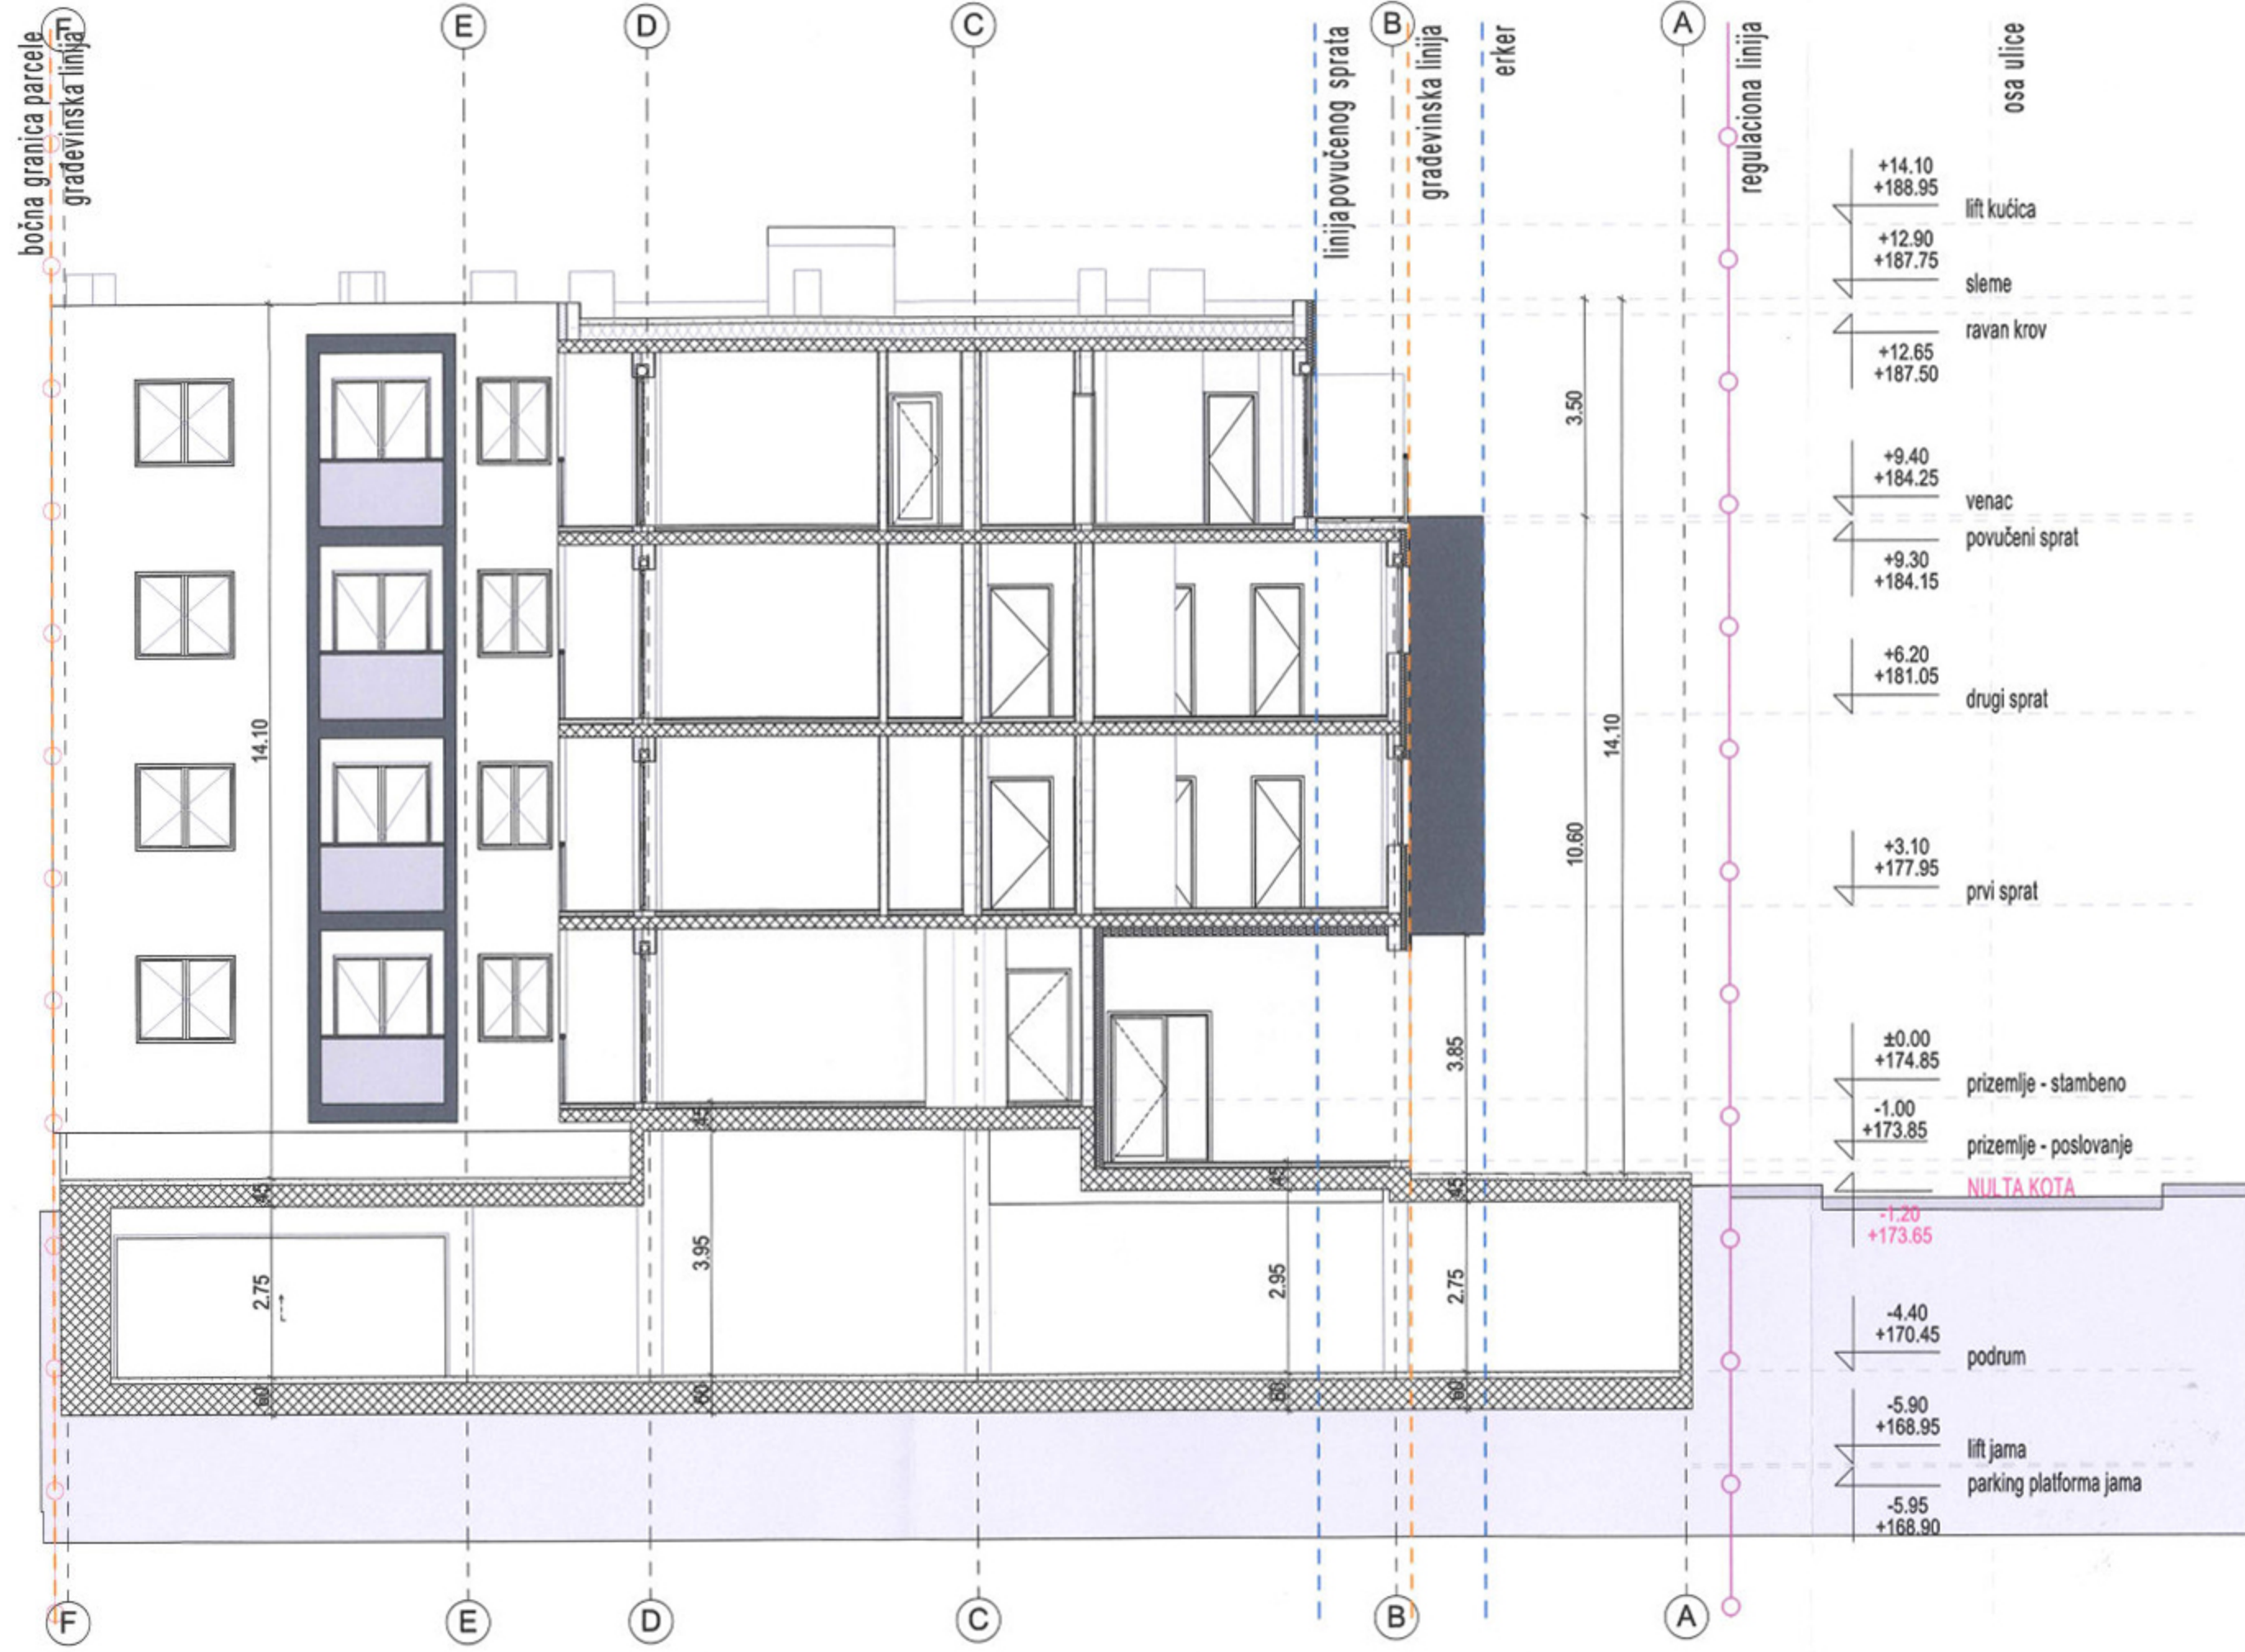 F
E
D
C
B
A
bočna granica parcele
građevinska linija
linijapovučenog sprata
građevinska linija
erker
regulaciona linija
osa ulice
+14.10
+188.95
lift kućica
+12.90
+187.75
sleme
ravan krov
+12.65
+187.50
+9.40
+184.25
venac
povučeni sprat
+9.30
+184.15
+6.20
+181.05
drugi sprat
+3.10
+177.95
prvi sprat
±0.00
+174.85
prizemlje - stambeno
-1.00
+173.85
prizemlje - poslovanje
NULTA KOTA
-1.20
+173.65
-4.40
+170.45
podrum
-5.90
+168.95
lift jama
parking platforma jama
-5.95
+168.90
3.50
14.10
14.10
10.60
3.85
45
45
45
45
2.75
3.95
2.95
2.75
60
60
60
60
F
E
D
C
B
A